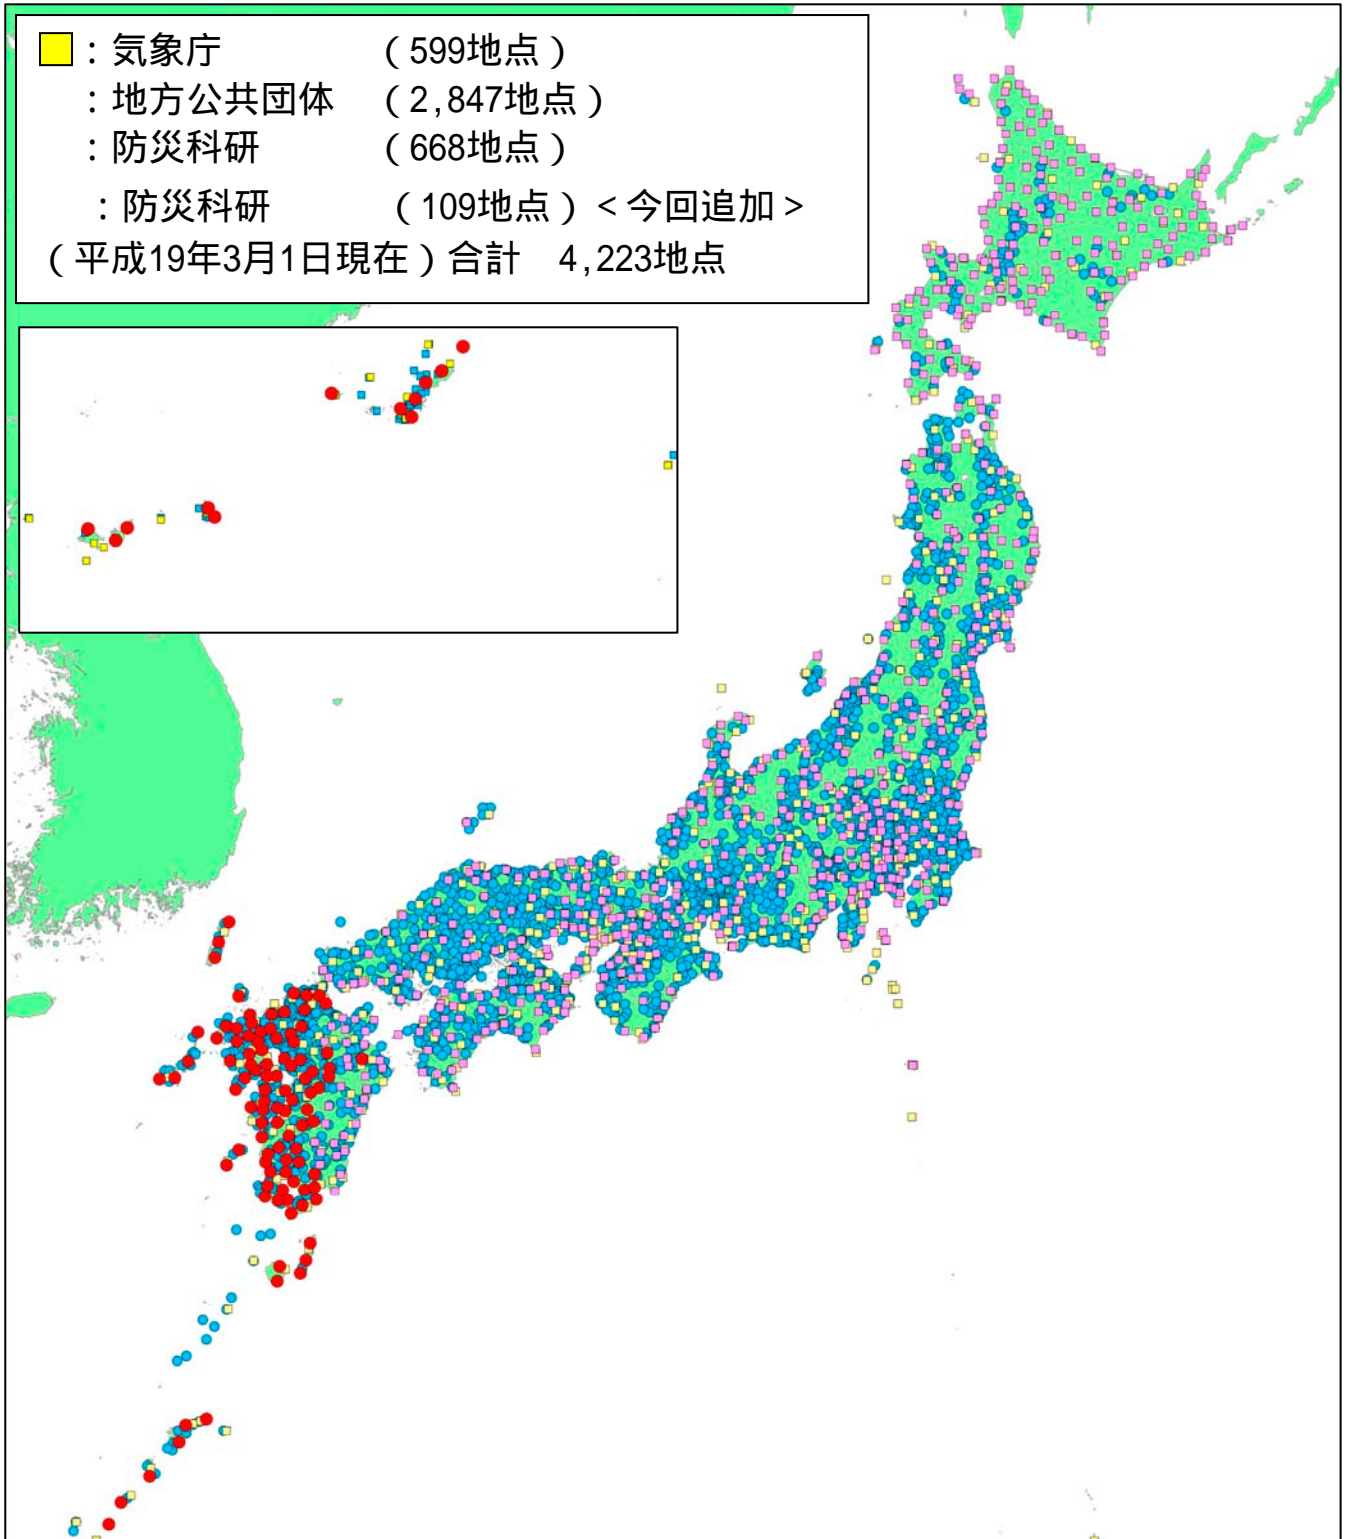 ：気象庁　（599地点）
：地方公共団体　（2,847地点）
：防災科研　（668地点）
：防災科研　（109地点）＜今回追加＞
（平成19年3月1日現在）合計　4,223地点